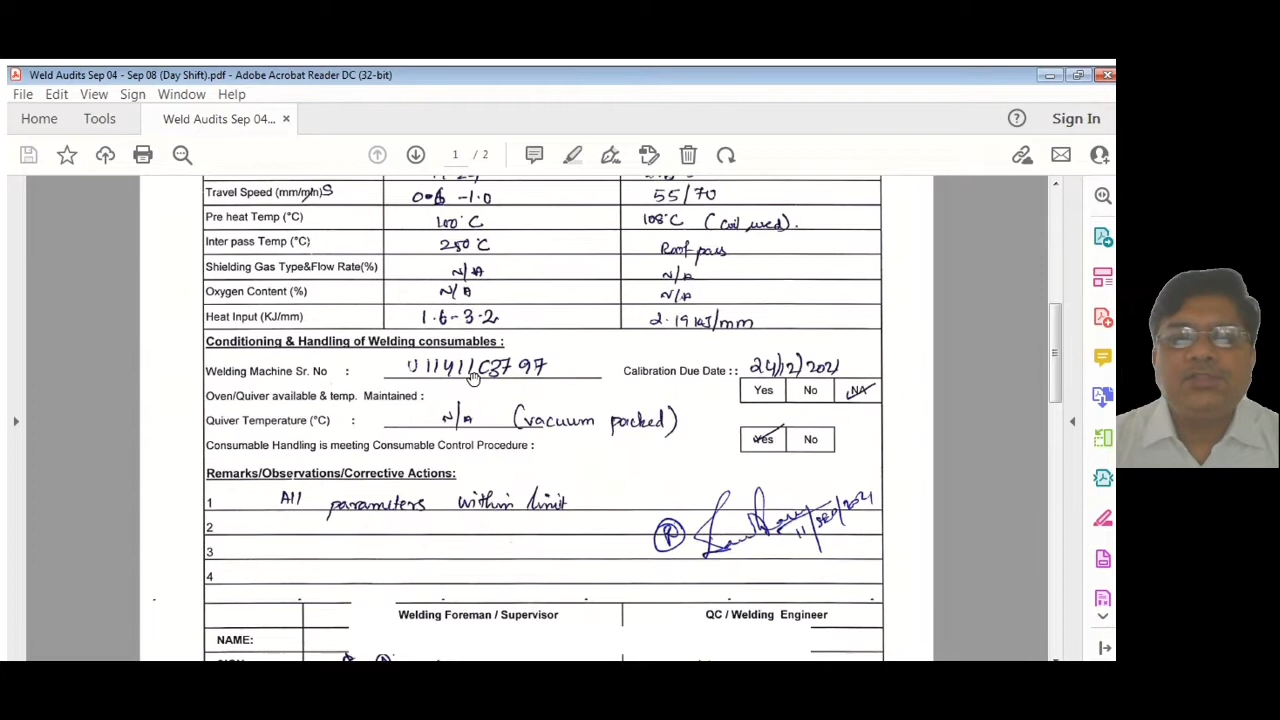 Weld Audits Sep 04 - Sep 08 (Day Shift).pdf - Adobe Acrobat Reader DC (32-bit)
File Edit View Sign Window Help
Home Tools Weld Audits Sep 04... × Sign In
1 / 2
Travel Speed (mm/min)S 0.6 - 1.0 55/70
Pre heat Temp (°C) 100°C 108°C (Coil used).
Inter pass Temp (°C) 250°C Root pass
Shielding Gas Type&Flow Rate(%) N/A N/A
Oxygen Content (%) N/A N/A
Heat Input (KJ/mm) 1.6-3.2 2.19 kJ/mm
Conditioning & Handling of Welding consumables :
Welding Machine Sr. No : U1141LC3797 Calibration Due Date : : 24/12/2021
Oven/Quiver available & temp. Maintained : Yes No NA
Quiver Temperature (°C) : N/A (vacuum packed)
Consumable Handling is meeting Consumable Control Procedure : Yes No
Remarks/Observations/Corrective Actions:
1 All parameters within limit
2 R 11/SEP/2021
3
4
Welding Foreman / Supervisor QC / Welding Engineer
NAME: